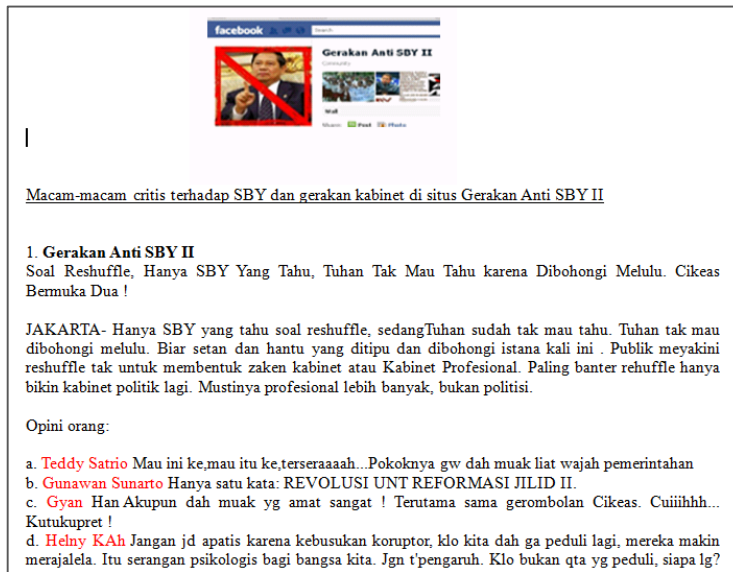 facebook
Search
Gerakan Anti SBY II
Community
Wall
Share: Post Photo
Macam-macam critis terhadap SBY dan gerakan kabinet di situs Gerakan Anti SBY II
1. Gerakan Anti SBY II
Soal Reshuffle, Hanya SBY Yang Tahu, Tuhan Tak Mau Tahu karena Dibohongi Melulu. Cikeas
Bermuka Dua !
JAKARTA- Hanya SBY yang tahu soal reshuffle, sedangTuhan sudah tak mau tahu. Tuhan tak mau
dibohongi melulu. Biar setan dan hantu yang ditipu dan dibohongi istana kali ini . Publik meyakini
reshuffle tak untuk membentuk zaken kabinet atau Kabinet Profesional. Paling banter rehuffle hanya
bikin kabinet politik lagi. Mustinya profesional lebih banyak, bukan politisi.
Opini orang:
a. Teddy Satrio Mau ini ke,mau itu ke,terseraaaah...Pokoknya gw dah muak liat wajah pemerintahan
b. Gunawan Sunarto Hanya satu kata: REVOLUSI UNT REFORMASI JILID II.
c. Gyan Han Akupun dah muak yg amat sangat ! Terutama sama gerombolan Cikeas. Cuiiihhh...
Kutukupret !
d. Helny KAh Jangan jd apatis karena kebusukan koruptor, klo kita dah ga peduli lagi, mereka makin
merajalela. Itu serangan psikologis bagi bangsa kita. Jgn t'pengaruh. Klo bukan qta yg peduli, siapa lg?